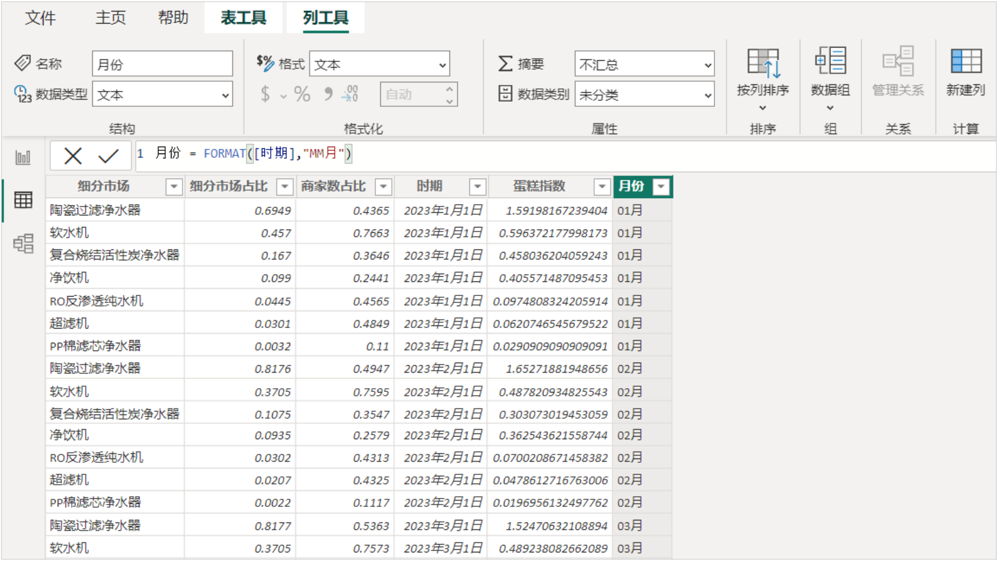 文件 主页 帮助 表工具 列工具
名称 月份 $% 格式 文本 摘要 不汇总 按列排序 数据组 管理关系 新建列
123 数据类型 文本 $ % .00 0 自动 数据类别 未分类
结构 格式化 属性 排序 组 关系 计算
1 月份 = FORMAT([时期],"MM月")
细分市场 细分市场占比 商家数占比 时期 蛋糕指数 月份
陶瓷过滤净水器 0.6949 0.4365 2023年1月1日 1.59198167239404 01月
软水机 0.457 0.7663 2023年1月1日 0.596372177998173 01月
复合烧结活性炭净水器 0.167 0.3646 2023年1月1日 0.458036204059243 01月
净饮机 0.099 0.2441 2023年1月1日 0.405571487095453 01月
RO反渗透纯水机 0.0445 0.4565 2023年1月1日 0.0974808324205914 01月
超滤机 0.0301 0.4849 2023年1月1日 0.0620746545679522 01月
PP棉滤芯净水器 0.0032 0.11 2023年1月1日 0.0290909090909091 01月
陶瓷过滤净水器 0.8176 0.4947 2023年2月1日 1.65271881948656 02月
软水机 0.3705 0.7595 2023年2月1日 0.487820934825543 02月
复合烧结活性炭净水器 0.1075 0.3547 2023年2月1日 0.303073019453059 02月
净饮机 0.0935 0.2579 2023年2月1日 0.362543621558744 02月
RO反渗透纯水机 0.0302 0.4313 2023年2月1日 0.0700208671458382 02月
超滤机 0.0207 0.4325 2023年2月1日 0.0478612716763006 02月
PP棉滤芯净水器 0.0022 0.1117 2023年2月1日 0.0196956132497762 02月
陶瓷过滤净水器 0.8177 0.5363 2023年3月1日 1.52470632108894 03月
软水机 0.3705 0.7573 2023年3月1日 0.489238082662089 03月